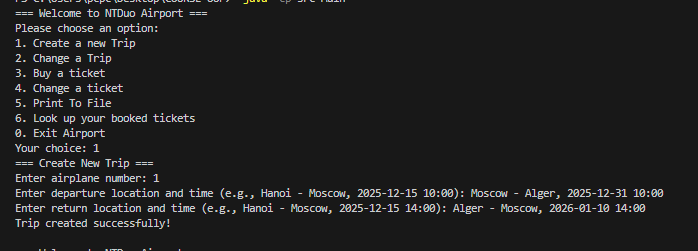 === Welcome to NTDuo Airport ===
Please choose an option:
1. Create a new Trip
2. Change a Trip
3. Buy a ticket
4. Change a ticket
5. Print To File
6. Look up your booked tickets
0. Exit Airport
Your choice: 1
=== Create New Trip ===
Enter airplane number: 1
Enter departure location and time (e.g., Hanoi - Moscow, 2025-12-15 10:00): Moscow - Alger, 2025-12-31 10:00
Enter return location and time (e.g., Hanoi - Moscow, 2025-12-15 14:00): Alger - Moscow, 2026-01-10 14:00
Trip created successfully!